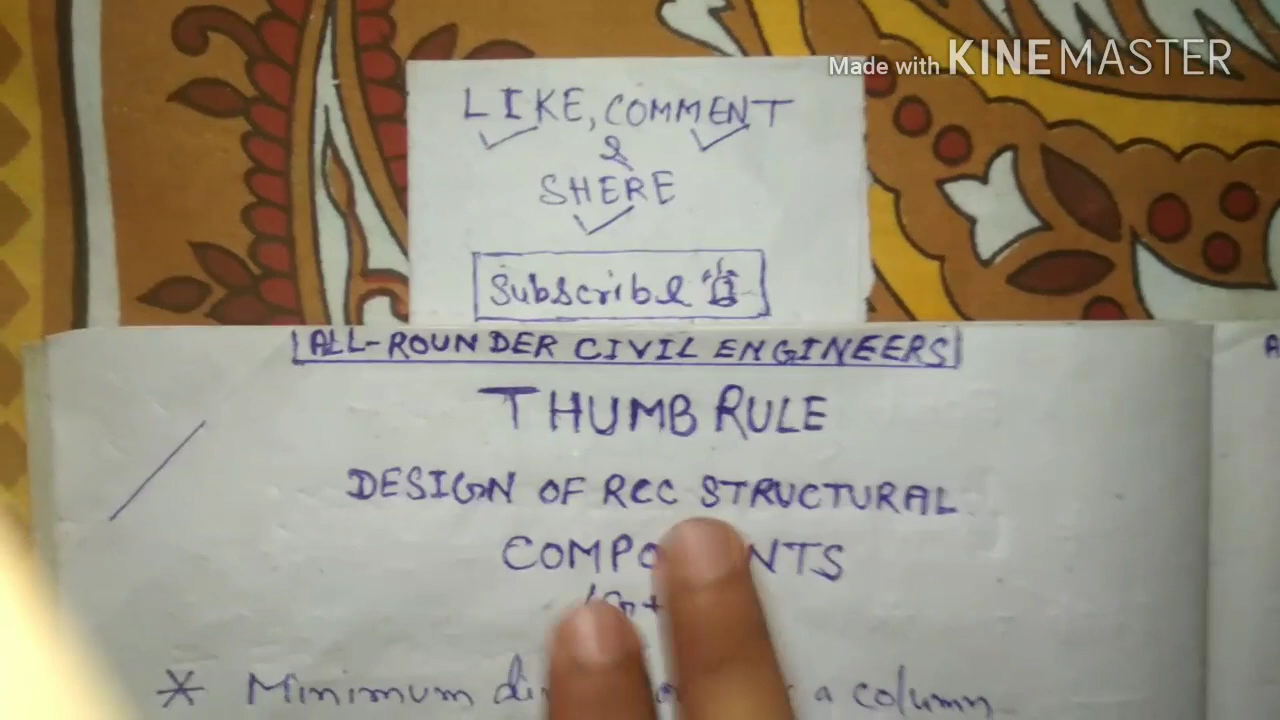 Made with KINEMASTER
LIKE, COMMENT
&
SHERE
Subscribe
ALL-ROUNDER CIVIL ENGINEERS
THUMB RULE
DESIGN OF RCC STRUCTURAL
* Minimum a column